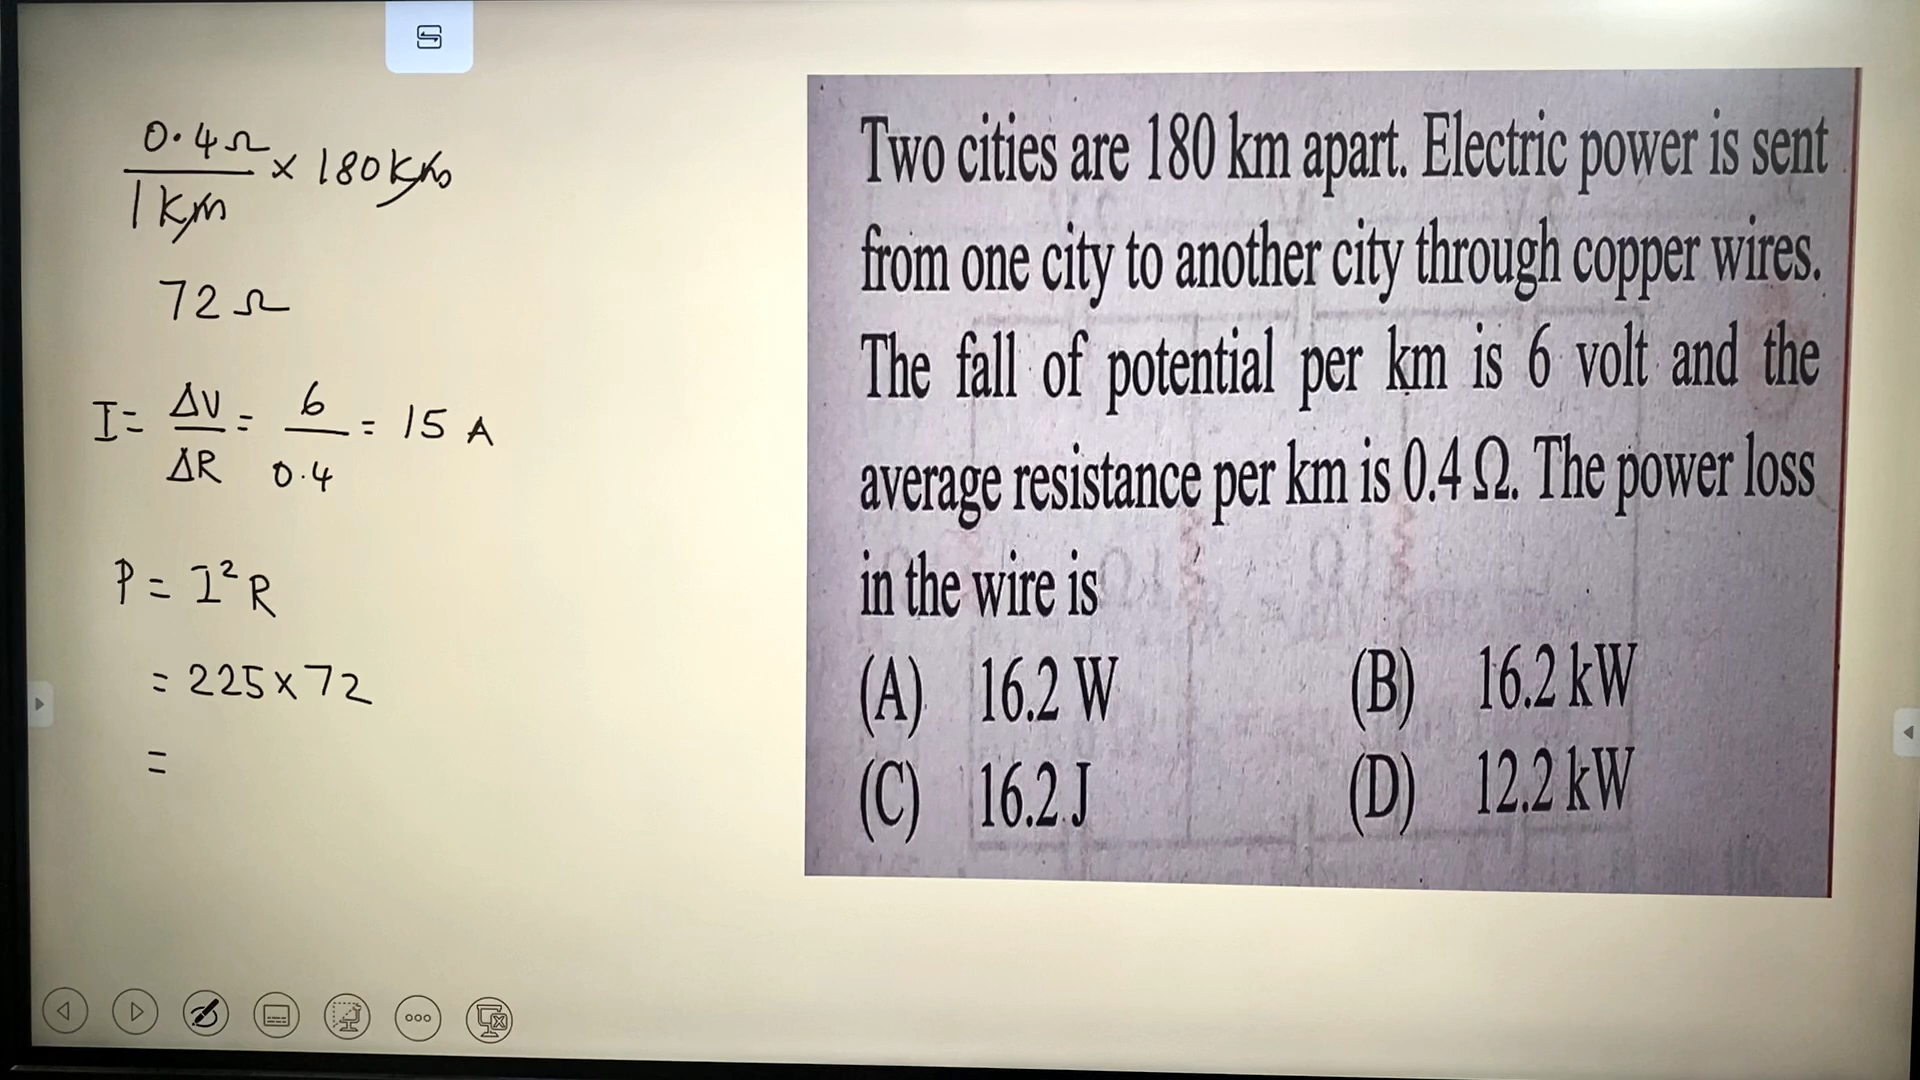 0.4Ω
1 km × 180 km
72 Ω
I = ΔV/ΔR = 6/0.4 = 15 A
P = I²R
= 225 × 72
=
Two cities are 180 km apart. Electric power is sent
from one city to another city through copper wires.
The fall of potential per km is 6 volt and the
average resistance per km is 0.4 Ω. The power loss
in the wire is
(A) 16.2 W (B) 16.2 kW
(C) 16.2 J (D) 12.2 kW